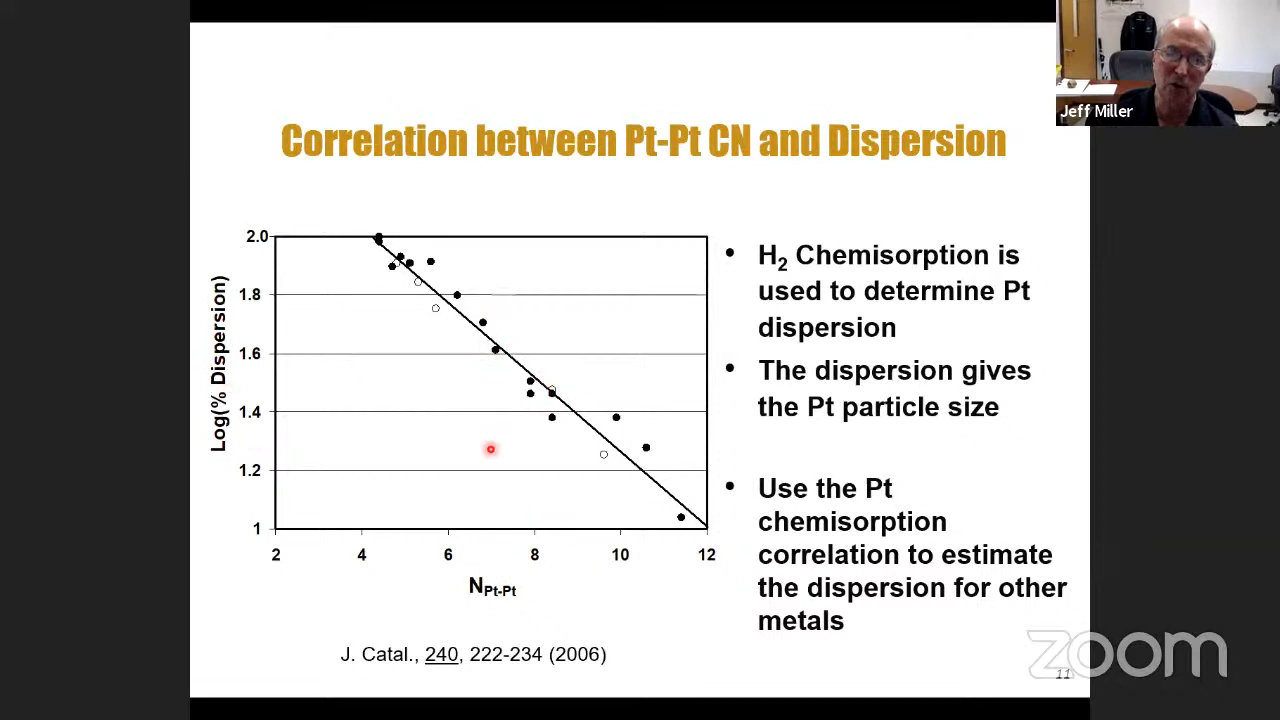 Jeff Miller
Correlation between Pt-Pt CN and Dispersion
2.0
1.8
1.6
1.4
1.2
1
Log(% Dispersion)
2 4 6 8 10 12
NPt-Pt
J. Catal., 240, 222-234 (2006)
• H2 Chemisorption is
used to determine Pt
dispersion
• The dispersion gives
the Pt particle size
• Use the Pt
chemisorption
correlation to estimate
the dispersion for other
metals
zoom
11